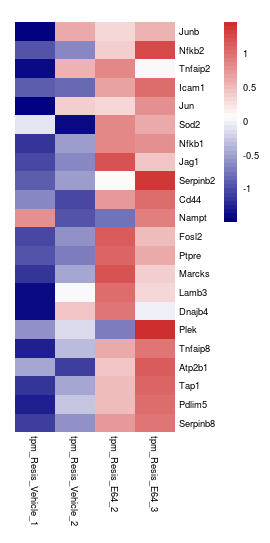 Junb
Nfkb2
Tnfaip2
Icam1
Jun
Sod2
Nfkb1
Jag1
Serpinb2
Cd44
Nampt
Fosl2
Ptpre
Marcks
Lamb3
Dnajb4
Plek
Tnfaip8
Atp2b1
Tap1
Pdlim5
Serpinb8
1
0.5
0
-0.5
-1
tpm_Resis_Vehicle_1
tpm_Resis_Vehicle_2
tpm_Resis_E64_2
tpm_Resis_E64_3